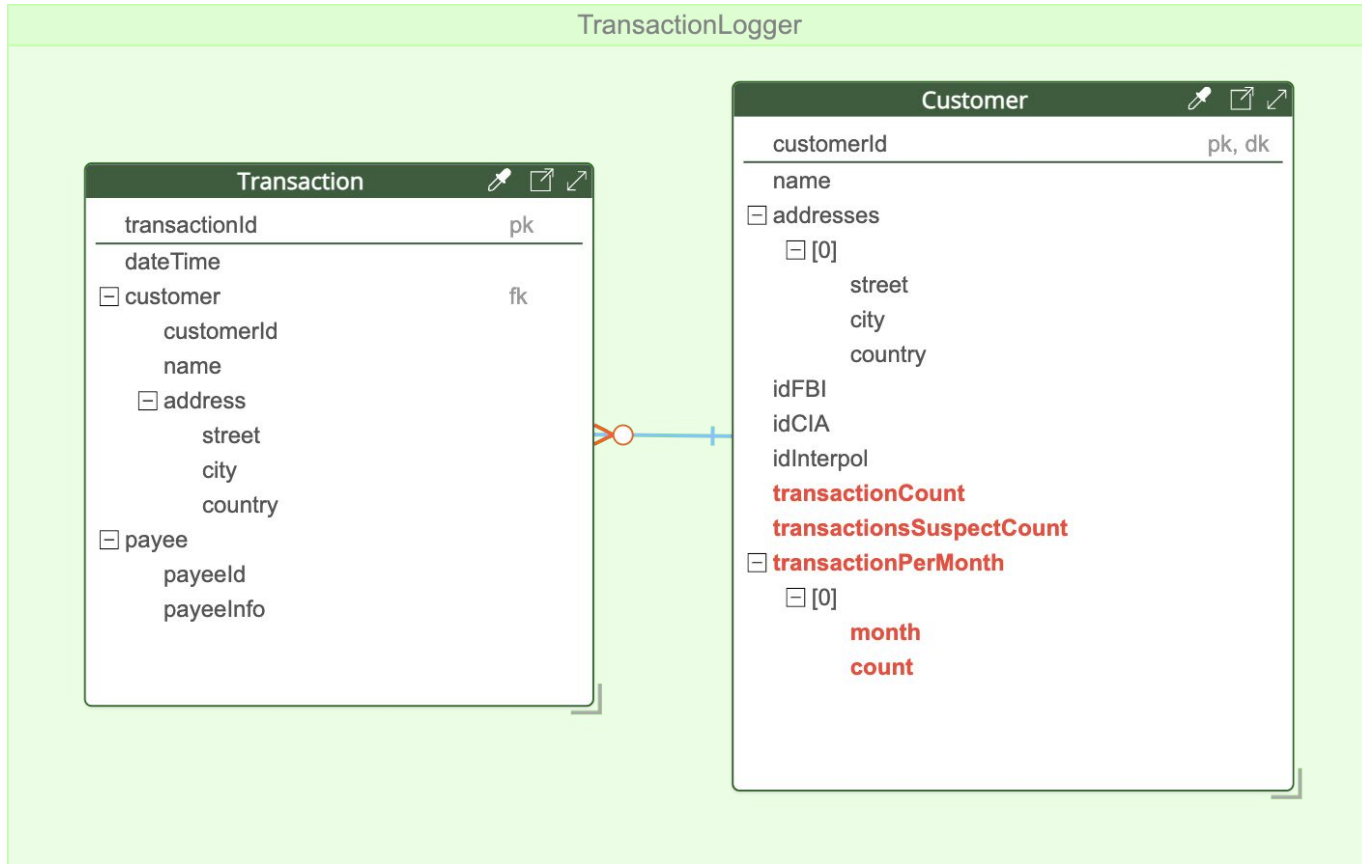 TransactionLogger
Transaction
transactionId pk
dateTime
customer fk
customerId
name
address
street
city
country
payee
payeeId
payeeInfo
Customer
customerId pk, dk
name
addresses
[0]
street
city
country
idFBI
idCIA
idInterpol
transactionCount
transactionsSuspectCount
transactionPerMonth
[0]
month
count